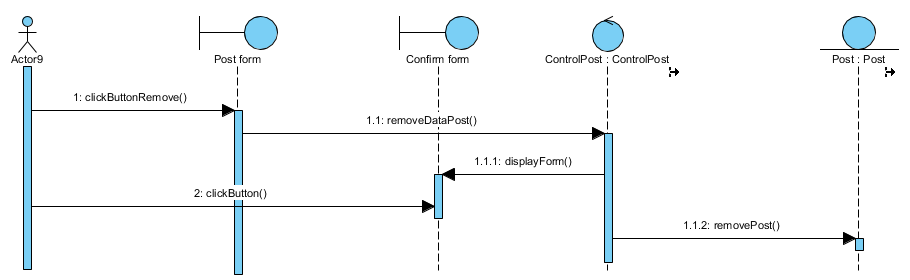 Actor9
Post form
Confirm form
ControlPost : ControlPost
Post : Post
1: clickButtonRemove()
1.1: removeDataPost()
1.1.1: displayForm()
2: clickButton()
1.1.2: removePost()